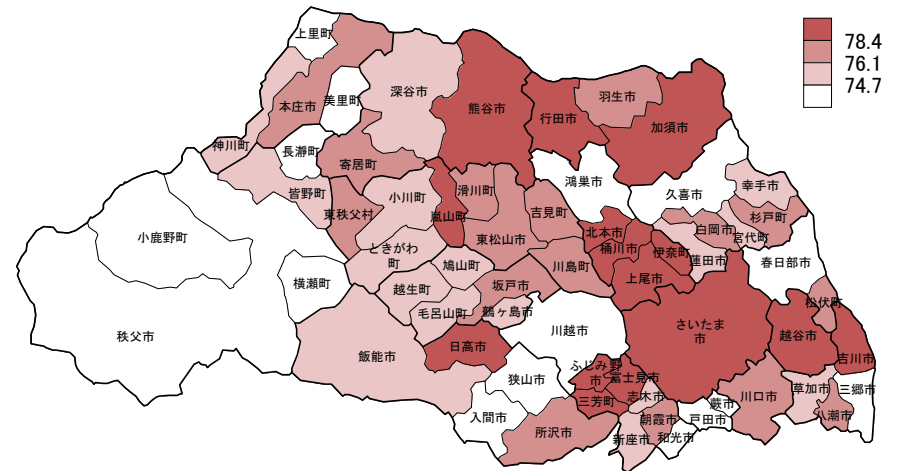 上里町
78.4
76.1
74.7
本庄市
美里町
深谷市
熊谷市
行田市
羽生市
加須市
神川町
長瀞町
寄居町
皆野町
東秩父村
小川町
嵐山町
滑川町
吉見町
鴻巣市
久喜市
幸手市
小鹿野町
ときがわ
町
鳩山町
東松山市
川島町
北本市
桶川市
伊奈町
白岡市
杉戸町
宮代町
蓮田市
春日部市
横瀬町
越生町
毛呂山町
坂戸市
鶴ヶ島市
上尾市
松伏町
秩父市
飯能市
日高市
川越市
さいたま
市
越谷市
吉川市
狭山市
ふじみ野
市
富士見市
三芳町
志木市
入間市
所沢市
新座市
朝霞市
和光市
戸田市
蕨市
川口市
草加市
八潮市
三郷市